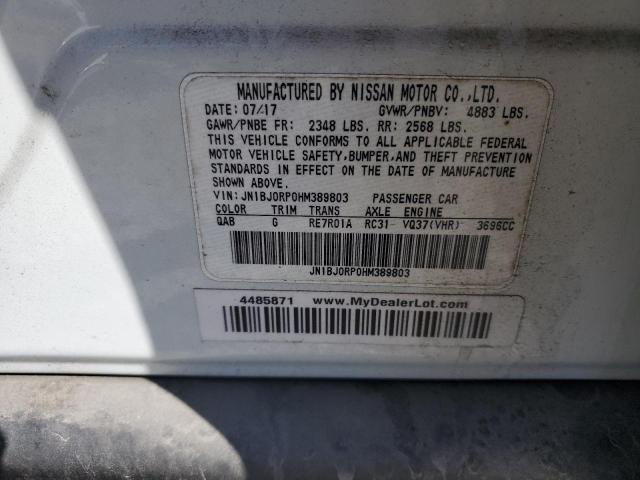 MANUFACTURED BY NISSAN MOTOR CO.,LTD.
DATE: 07/17 GVWR/PNBV: 4883 LBS.
GAWR/PNBE FR: 2348 LBS. RR: 2568 LBS.
THIS VEHICLE CONFORMS TO ALL APPLICABLE FEDERAL
MOTOR VEHICLE SAFETY, BUMPER, AND THEFT PREVENTION
STANDARDS IN EFFECT ON THE DATE OF MANUFACTURE
SHOWN ABOVE.
VIN: JN1BJ0RP0HM389803 PASSENGER CAR
COLOR TRIM TRANS AXLE ENGINE
QAB G RE7R01A RC31- VQ37(VHR) 3696CC
JN1BJ0RP0HM389803
4485871 www.MyDealerLot.com